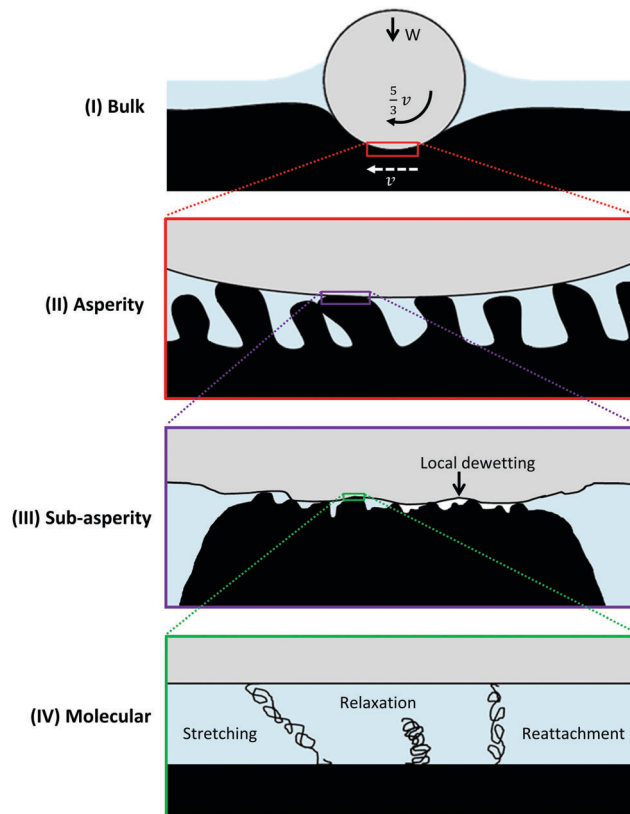 W
5/3 v
(I) Bulk
v
(II) Asperity
Local dewetting
(III) Sub-asperity
Relaxation
(IV) Molecular
Stretching
Reattachment